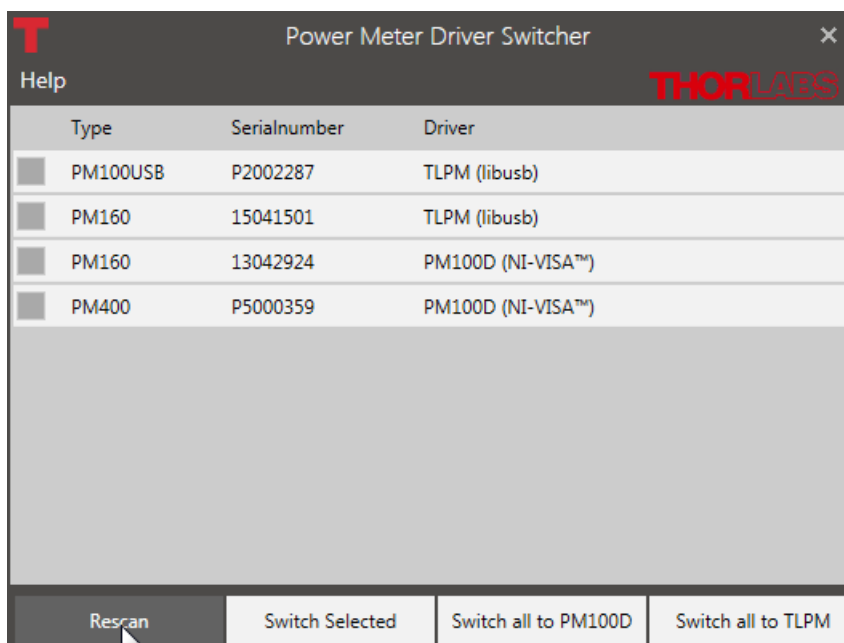 T Power Meter Driver Switcher ×
Help THORLABS
Type Serialnumber Driver
PM100USB P2002287 TLPM (libusb)
PM160 15041501 TLPM (libusb)
PM160 13042924 PM100D (NI-VISA™)
PM400 P5000359 PM100D (NI-VISA™)
Rescan Switch Selected Switch all to PM100D Switch all to TLPM